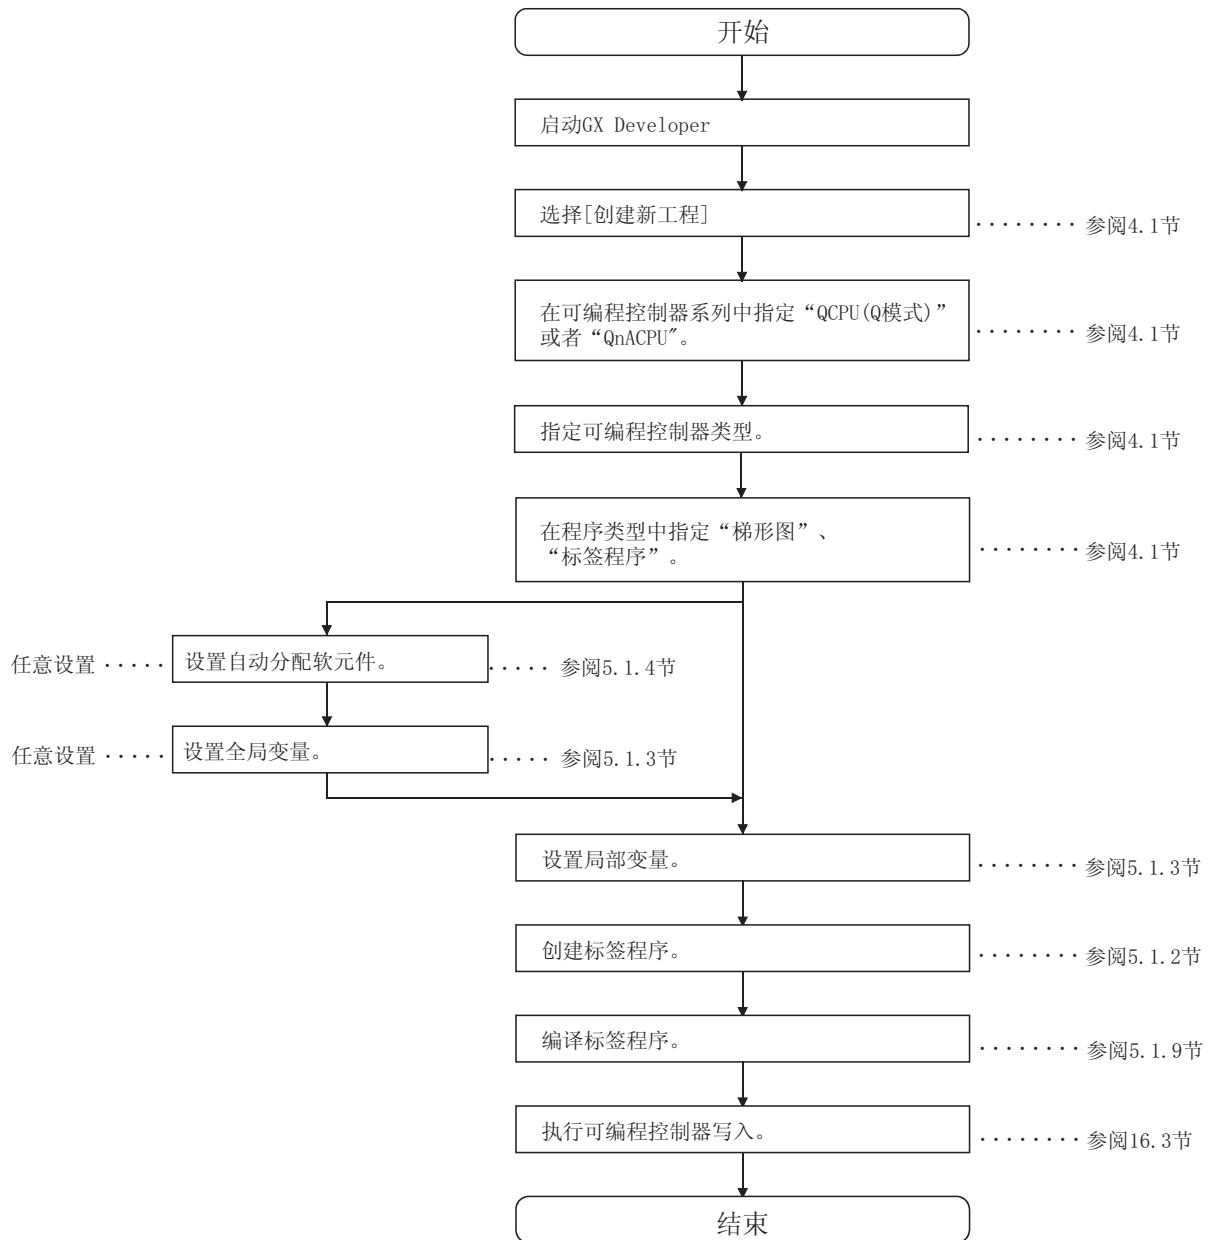 开始
启动GX Developer
选择[创建新工程]
········ 参阅4.1节
在可编程控制器系列中指定“QCPU(Q模式)”
或者“QnACPU"。
········ 参阅4.1节
指定可编程控制器类型。
········ 参阅4.1节
在程序类型中指定“梯形图”、
“标签程序”。
········ 参阅4.1节
任意设置 ····· 设置自动分配软元件。 ····· 参阅5.1.4节
任意设置 ····· 设置全局变量。 ····· 参阅5.1.3节
设置局部变量。
········ 参阅5.1.3节
创建标签程序。
········ 参阅5.1.2节
编译标签程序。
········ 参阅5.1.9节
执行可编程控制器写入。
········ 参阅16.3节
结束